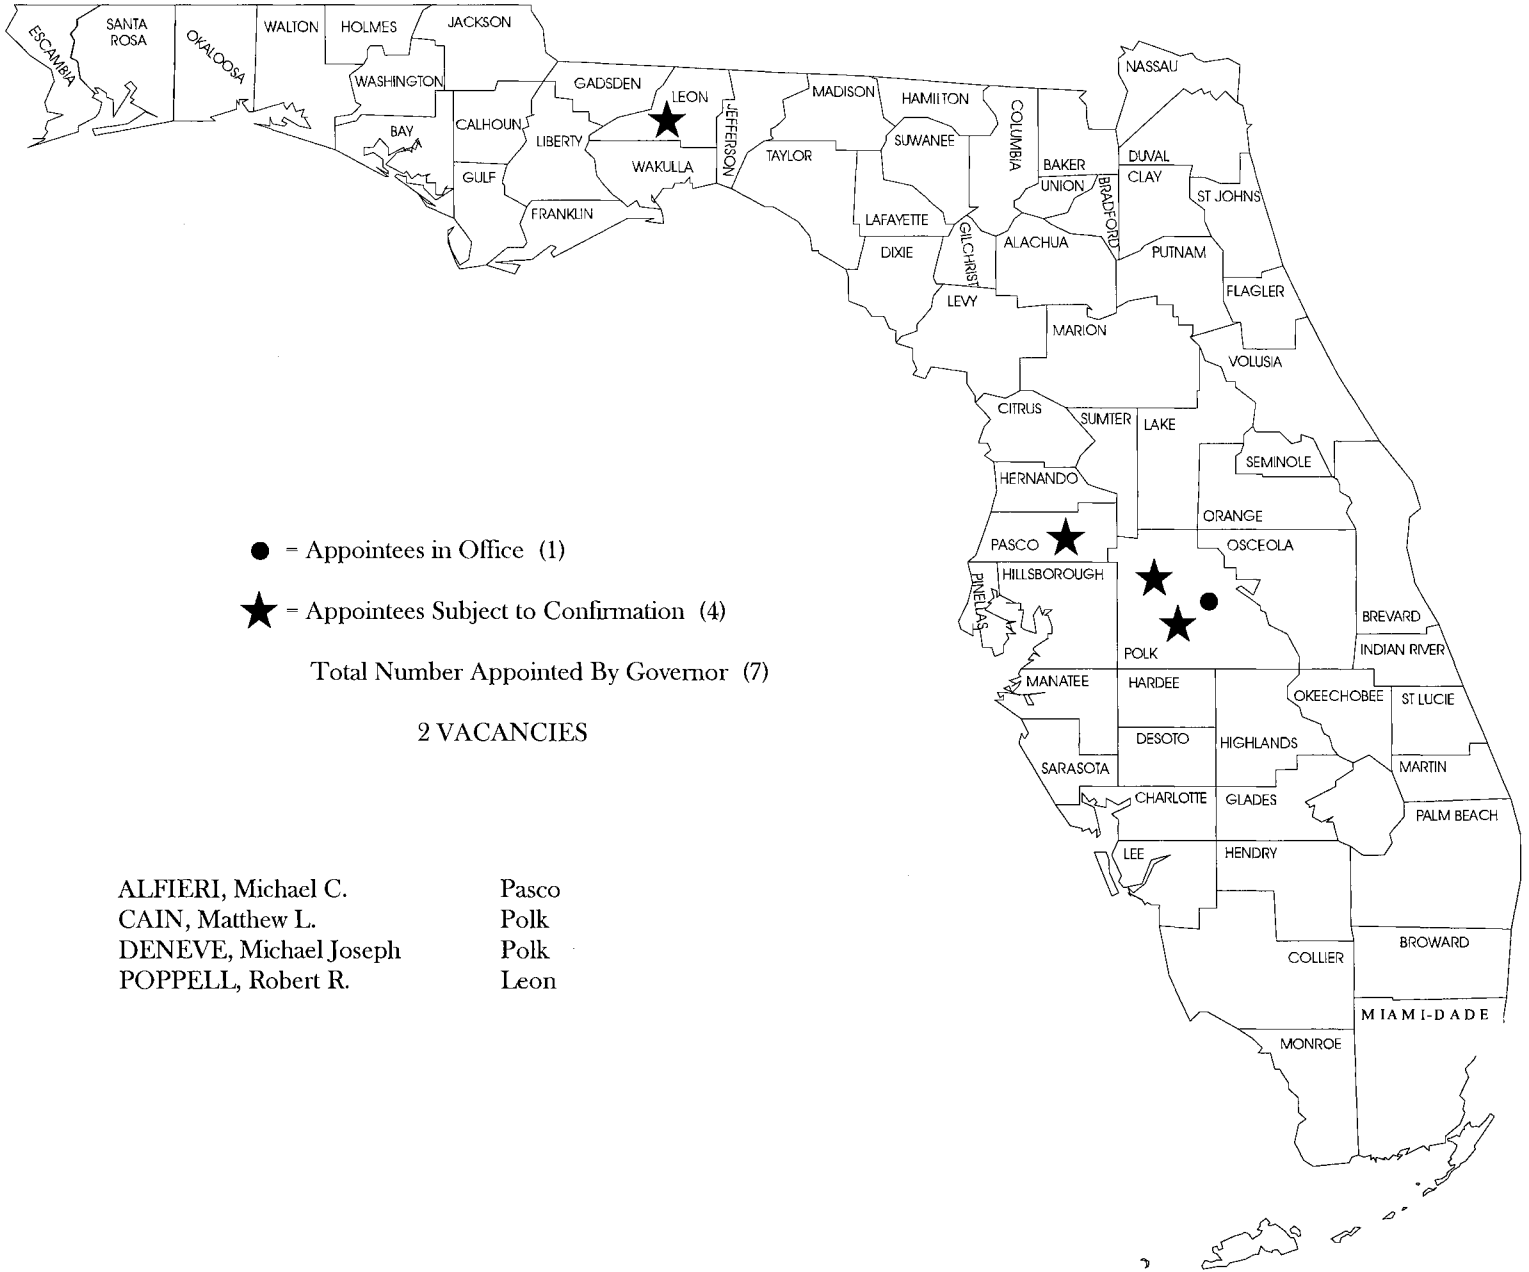 ESCAMBIA
SANTA
ROSA
OKALOOSA
WALTON
HOLMES
JACKSON
WASHINGTON
BAY
CALHOUN
GULF
LIBERTY
GADSDEN
LEON
JEFFERSON
WAKULLA
FRANKLIN
TAYLOR
MADISON
HAMILTON
SUWANEE
LAFAYETTE
DIXIE
COLUMBIA
GILCHRIST
BAKER
UNION
BRADFORD
ALACHUA
NASSAU
DUVAL
CLAY
ST JOHNS
PUTNAM
FLAGLER
LEVY
MARION
VOLUSIA
CITRUS
SUMTER
LAKE
SEMINOLE
HERNANDO
ORANGE
PASCO
OSCEOLA
HILLSBOROUGH
PINELLAS
POLK
BREVARD
INDIAN RIVER
MANATEE
HARDEE
OKEECHOBEE
ST LUCIE
DESOTO
HIGHLANDS
SARASOTA
MARTIN
CHARLOTTE
GLADES
PALM BEACH
LEE
HENDRY
BROWARD
COLLIER
MIAMI-DADE
MONROE
= Appointees in Office (1)
= Appointees Subject to Confirmation (4)
Total Number Appointed By Governor (7)
2 VACANCIES
ALFIERI, Michael C. Pasco
CAIN, Matthew L. Polk
DENEVE, Michael Joseph Polk
POPPELL, Robert R. Leon